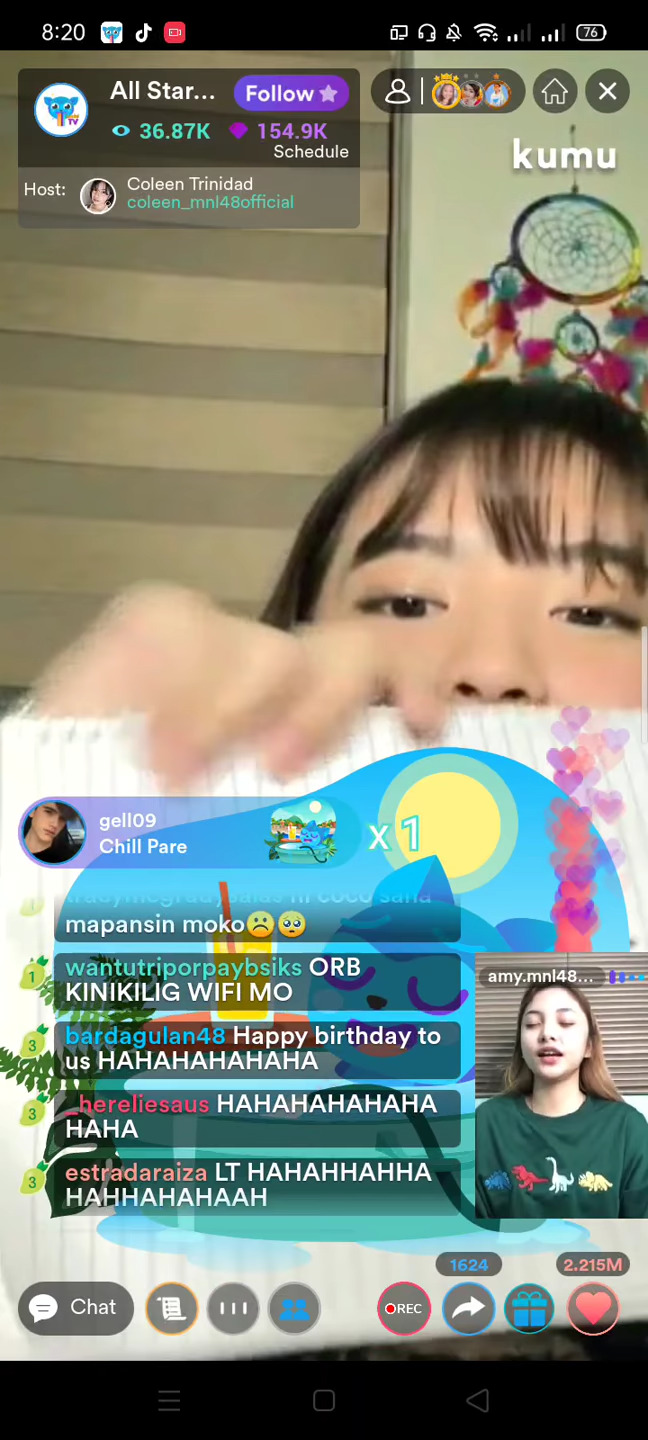 8:20
76
All Star...
Follow
36.87K
154.9K
Schedule
Host:
Coleen Trinidad
coleen_mnl48official
kumu
TV
gell09
Chill Pare
x 1
mapansin moko☹️🥺
1
wantutriporpaybsiks ORB
KINIKILIG WIFI MO
amy.mnl48...
3
bardagulan48 Happy birthday to
us HAHAHAHAHAHA
3
_hereliesaus HAHAHAHAHAHA
HAHA
3
estradaraiza LT HAHAHHAHHA
HAHHAHAHAAH
1624
2.215M
Chat
REC